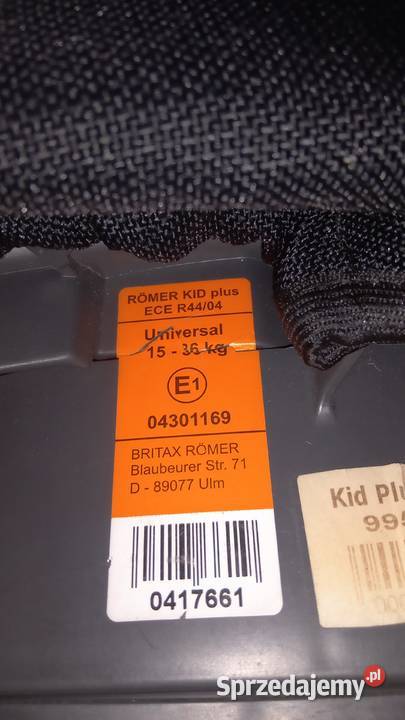 RÖMER KID plus
ECE R44/04
Universal
15 - 36 kg
E1
04301169
BRITAX RÖMER
Blaubeurer Str. 71
D - 89077 Ulm
0417661
Kid Plu
995
Sprzedajemy.pl